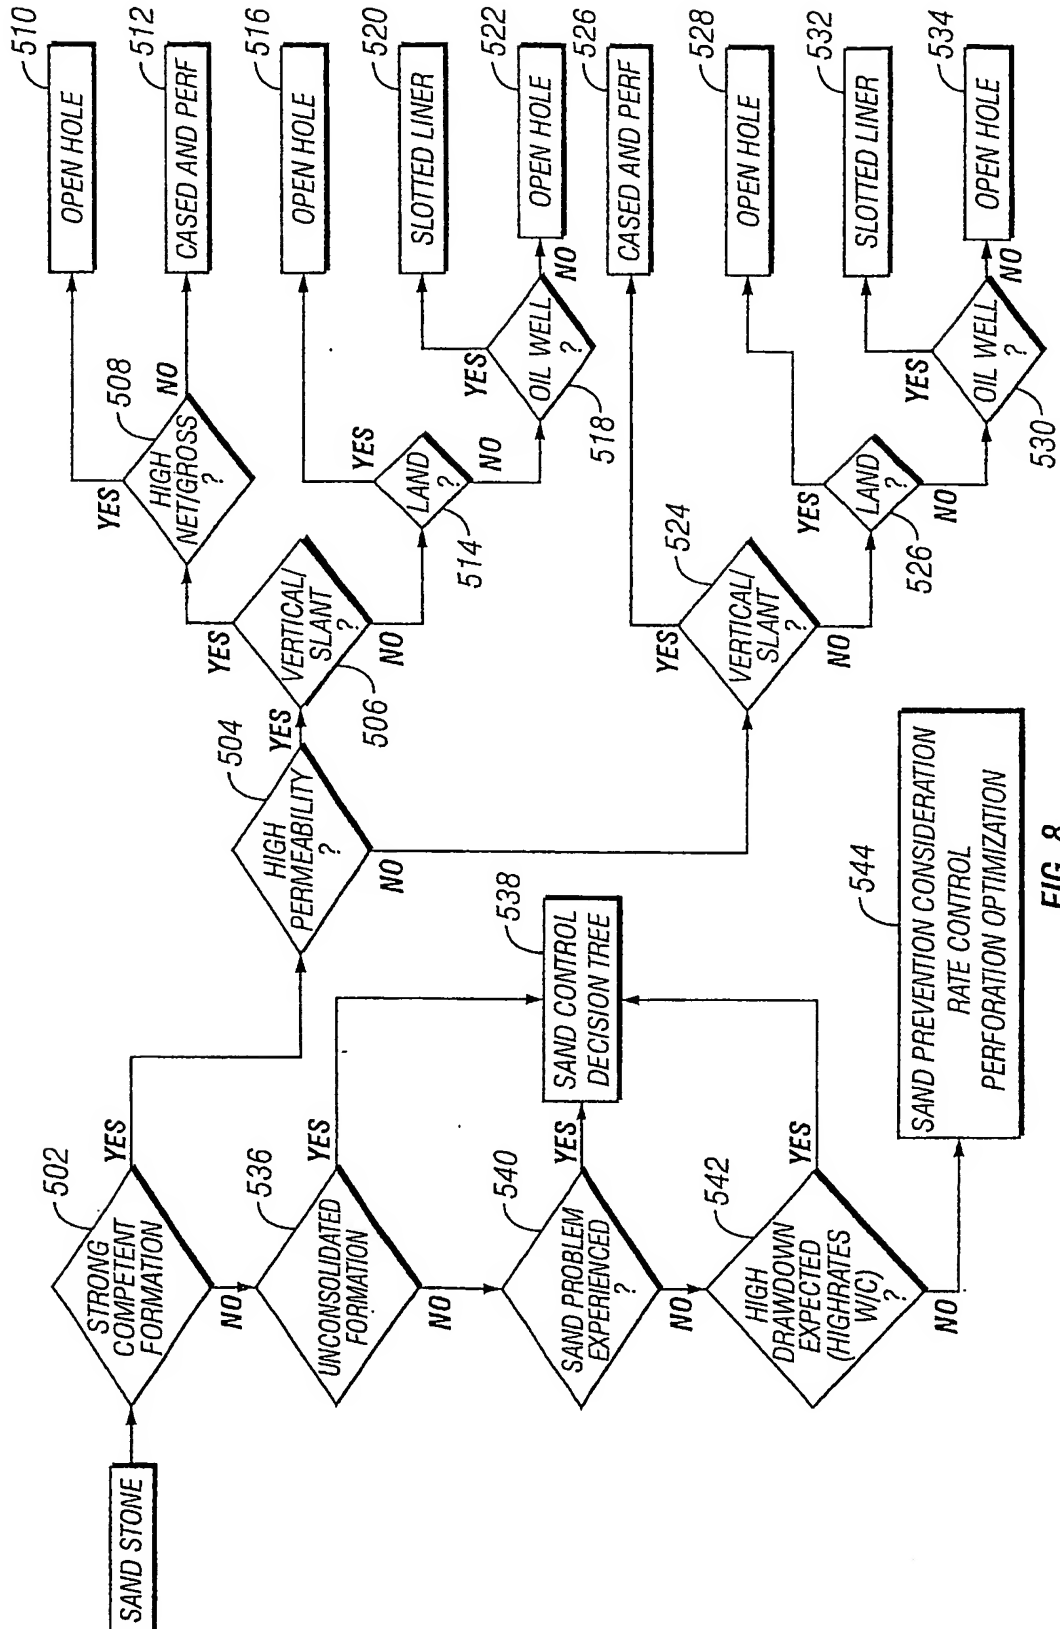 SAND STONE
502
STRONG
COMPETENT
FORMATION
YES
NO
536
UNCONSOLIDATED
FORMATION
YES
NO
540
SAND PROBLEM
EXPERIENCED
?
YES
NO
542
HIGH
DRAWDOWN
EXPECTED
(HIGHRATES
W/C)
?
YES
NO
538
SAND CONTROL
DECISION TREE
544
SAND PREVENTION CONSIDERATION
RATE CONTROL
PERFORATION OPTIMIZATION
504
HIGH
PERMEABILITY
?
YES
NO
506
VERTICAL/
SLANT
?
YES
NO
508
HIGH
NET/GROSS
?
YES
NO
510
OPEN HOLE
512
CASED AND PERF
514
LAND
?
YES
NO
516
OPEN HOLE
518
OIL WELL
?
YES
NO
520
SLOTTED LINER
522
OPEN HOLE
524
VERTICAL/
SLANT
?
YES
NO
526
CASED AND PERF
526
LAND
?
YES
NO
528
OPEN HOLE
530
OIL WELL
?
YES
NO
532
SLOTTED LINER
534
OPEN HOLE
FIG. 8